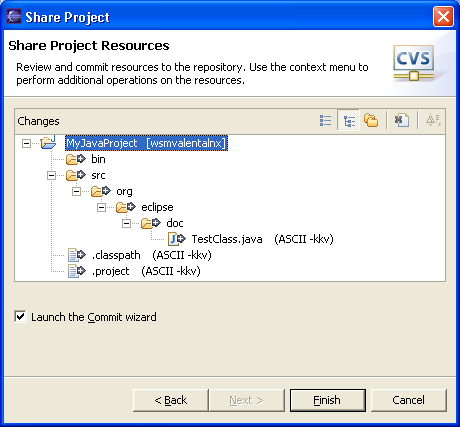 Share Project
Share Project Resources
Review and commit resources to the repository. Use the context menu to
perform additional operations on the resources.
CVS
Changes
MyJavaProject [wsmvalentalnx]
bin
src
org
eclipse
doc
TestClass.java (ASCII -kkv)
.classpath (ASCII -kkv)
.project (ASCII -kkv)
Launch the Commit wizard
< Back Next > Finish Cancel